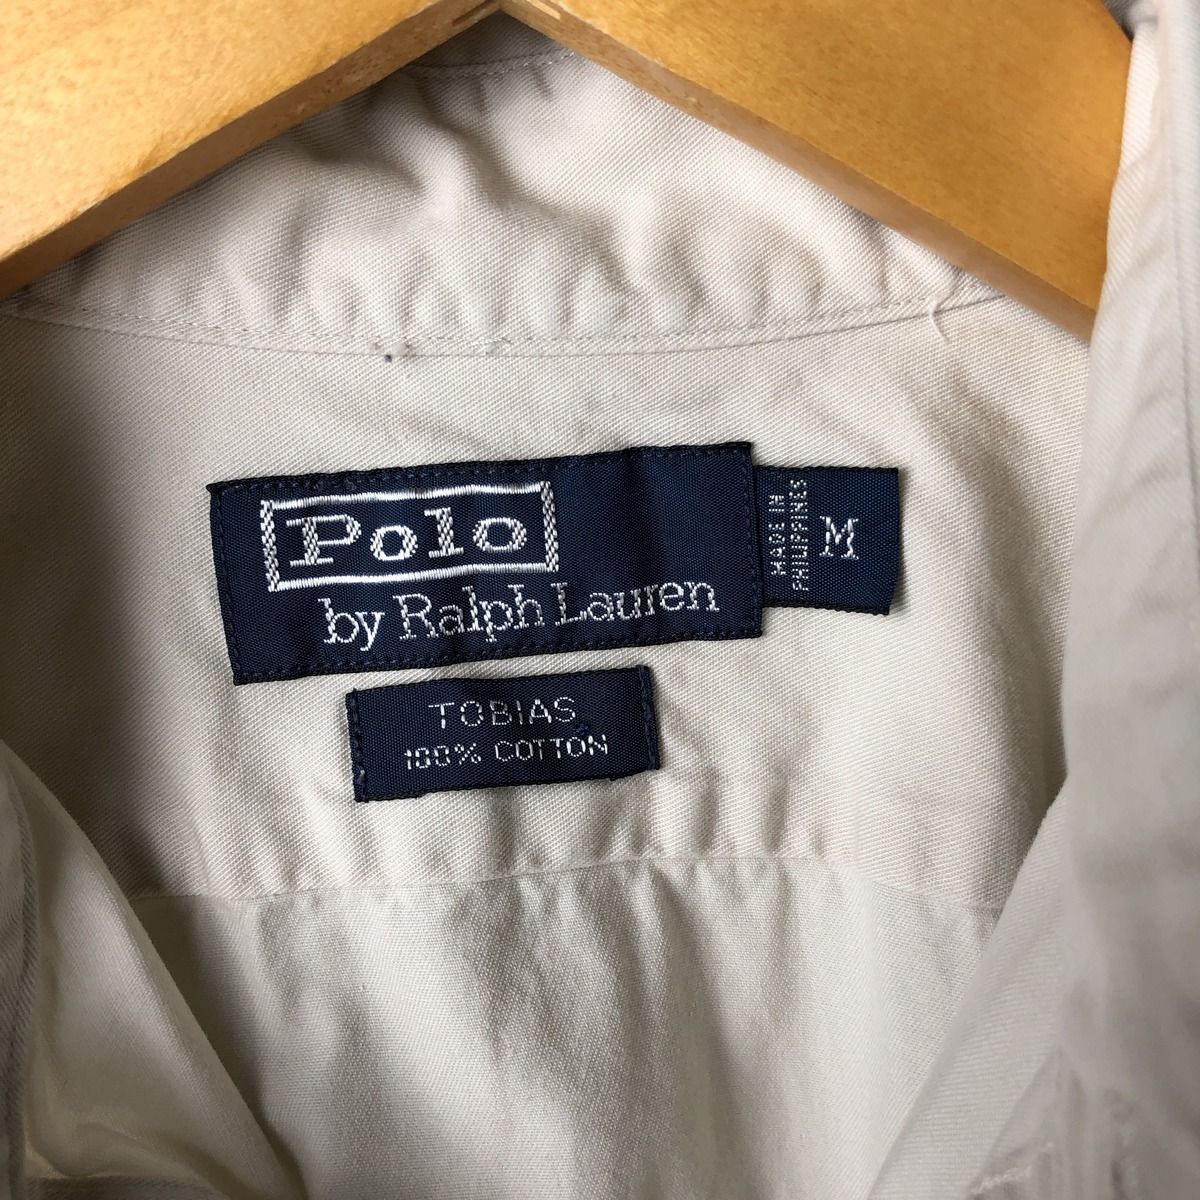 Polo
by Ralph Lauren
MADE IN
PHILIPPINES
M
TOBIAS
100% COTTON